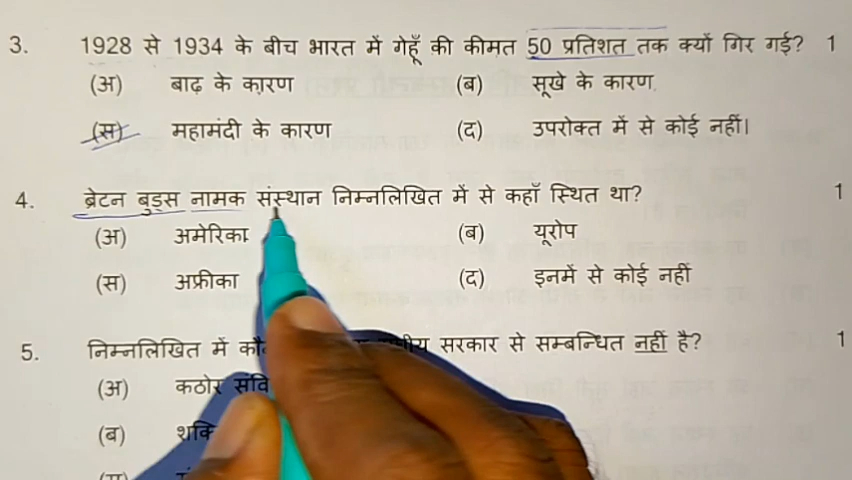 3. 1928 से 1934 के बीच भारत में गेहूँ की कीमत 50 प्रतिशत तक क्यों गिर गई? 1
(अ) बाढ़ के कारण (ब) सूखे के कारण
(स) महामंदी के कारण (द) उपरोक्त में से कोई नहीं।
4. ब्रेटन बुड्स नामक संस्थान निम्नलिखित में से कहाँ स्थित था? 1
(अ) अमेरिका (ब) यूरोप
(स) अफ्रीका (द) इनमें से कोई नहीं
5. निम्नलिखित में सरकार से सम्बन्धित नहीं है? 1
(अ) कठोर
(ब)